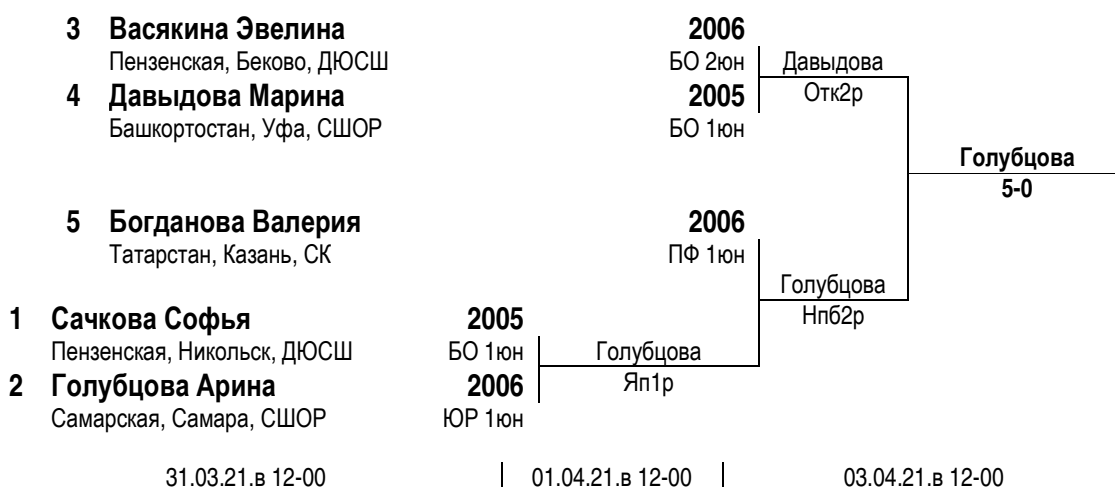 3 Васякина Эвелина 2006
Пензенская, Беково, ДЮСШ БО 2юн Давыдова
4 Давыдова Марина 2005 Отк2р
Башкортостан, Уфа, СШОР БО 1юн
Голубцова
5-0
5 Богданова Валерия 2006
Татарстан, Казань, СК ПФ 1юн
Голубцова
1 Сачкова Софья 2005 Нпб2р
Пензенская, Никольск, ДЮСШ БО 1юн Голубцова
2 Голубцова Арина 2006 Яп1р
Самарская, Самара, СШОР ЮР 1юн
31.03.21.в 12-00 01.04.21.в 12-00 03.04.21.в 12-00